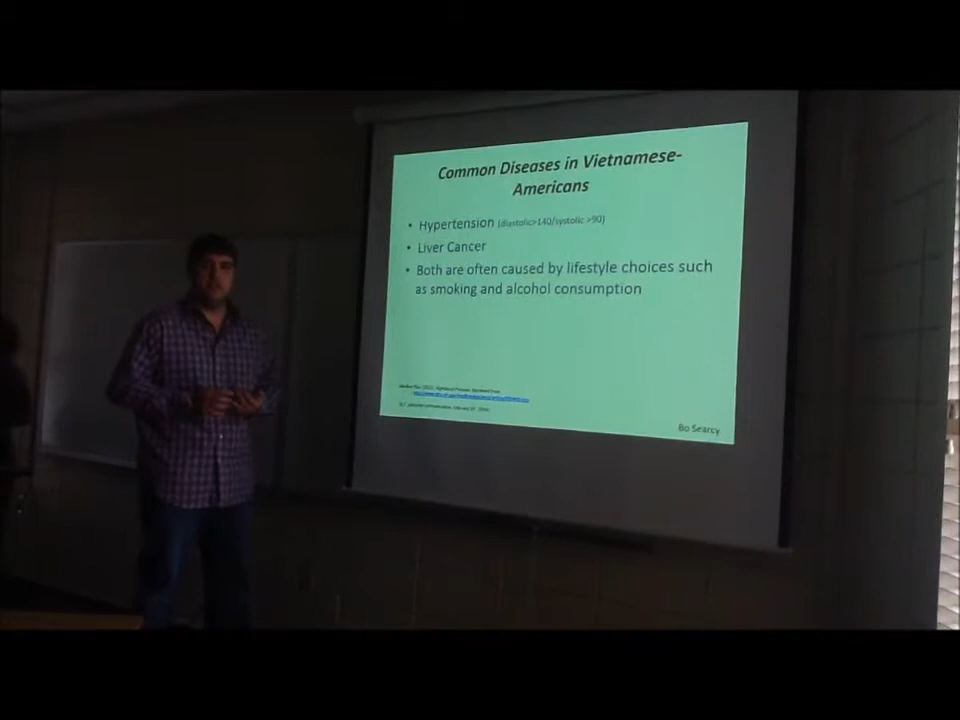 Common Diseases in Vietnamese-
Americans
• Hypertension (diastolic>140/systolic >90)
• Liver Cancer
• Both are often caused by lifestyle choices such
as smoking and alcohol consumption
Bo Searcy